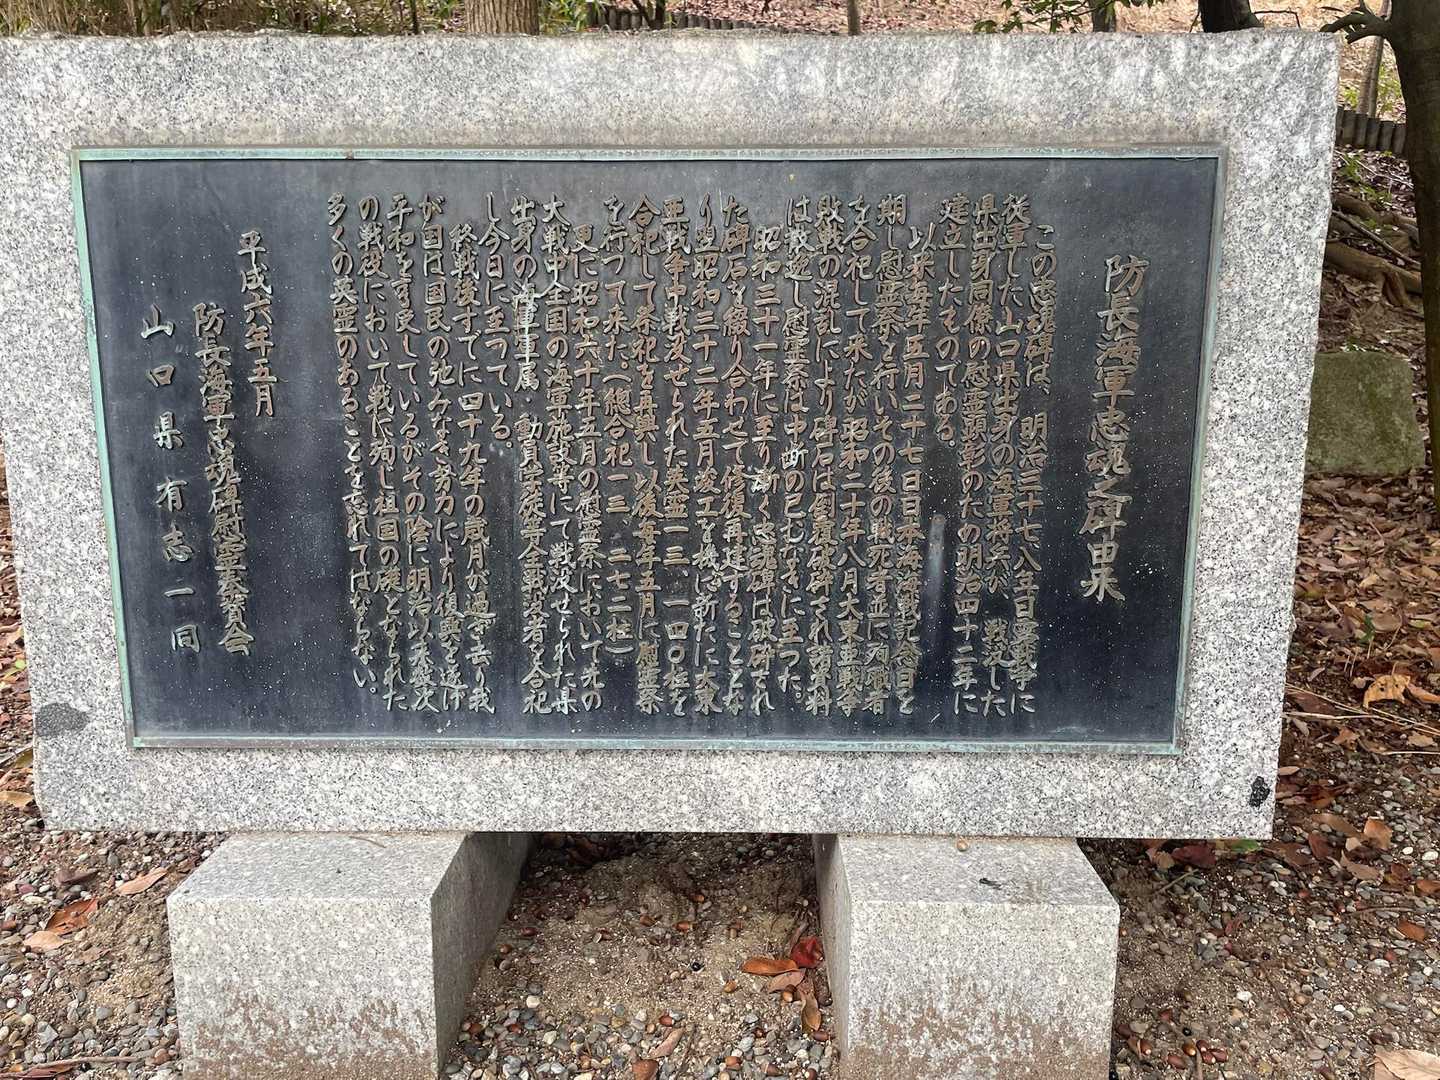 防長海軍忠魂之碑由来
この忠魂碑は、明治三十七、八年日露戦争に
従軍した山口県出身の海軍将兵が、戦歿した
県出身同僚の慰霊顕彰のため明治四十二年に
建立したものである。
以来毎年五月二十七日日本海海戦記念日を
期し慰霊祭を行いその後の戦死者並に殉職者
を合祀して来たが昭和二十年八月大東亜戦争
敗戦の混乱により碑石は倒覆破砕され諸資料
は散逸し慰霊祭は中断の已むなきに至つた。
昭和三十一年に至り漸く忠魂碑は破砕され
た碑石を綴り合わせて修復再建することとな
り翌昭和三十二年五月竣工を機に新たに大東
亜戦争中戦歿せられた英霊一三、一四〇柱を
合祀して祭祀を再興し以後毎年五月に慰霊祭
を行つて来た。(総合祀一三、二七二柱)
更に昭和六十年五月の慰霊祭において先の
大戦中全国の海軍施設等にて戦没せられた県
出身の海軍軍属・動員学徒等全戦没者を合祀
し今日に至つている。
終戦後すでに四十九年の歳月が過ぎ去り我
が国は国民の弛みなき努力により復興を遂げ
平和を享受しているがその陰に明治以来幾次
の戦役において戦に殉し祖国の礎となられた
多くの英霊のあることを忘れてはならない。
平成六年五月
防長海軍忠魂碑慰霊祭奉賛会
山口県有志一同